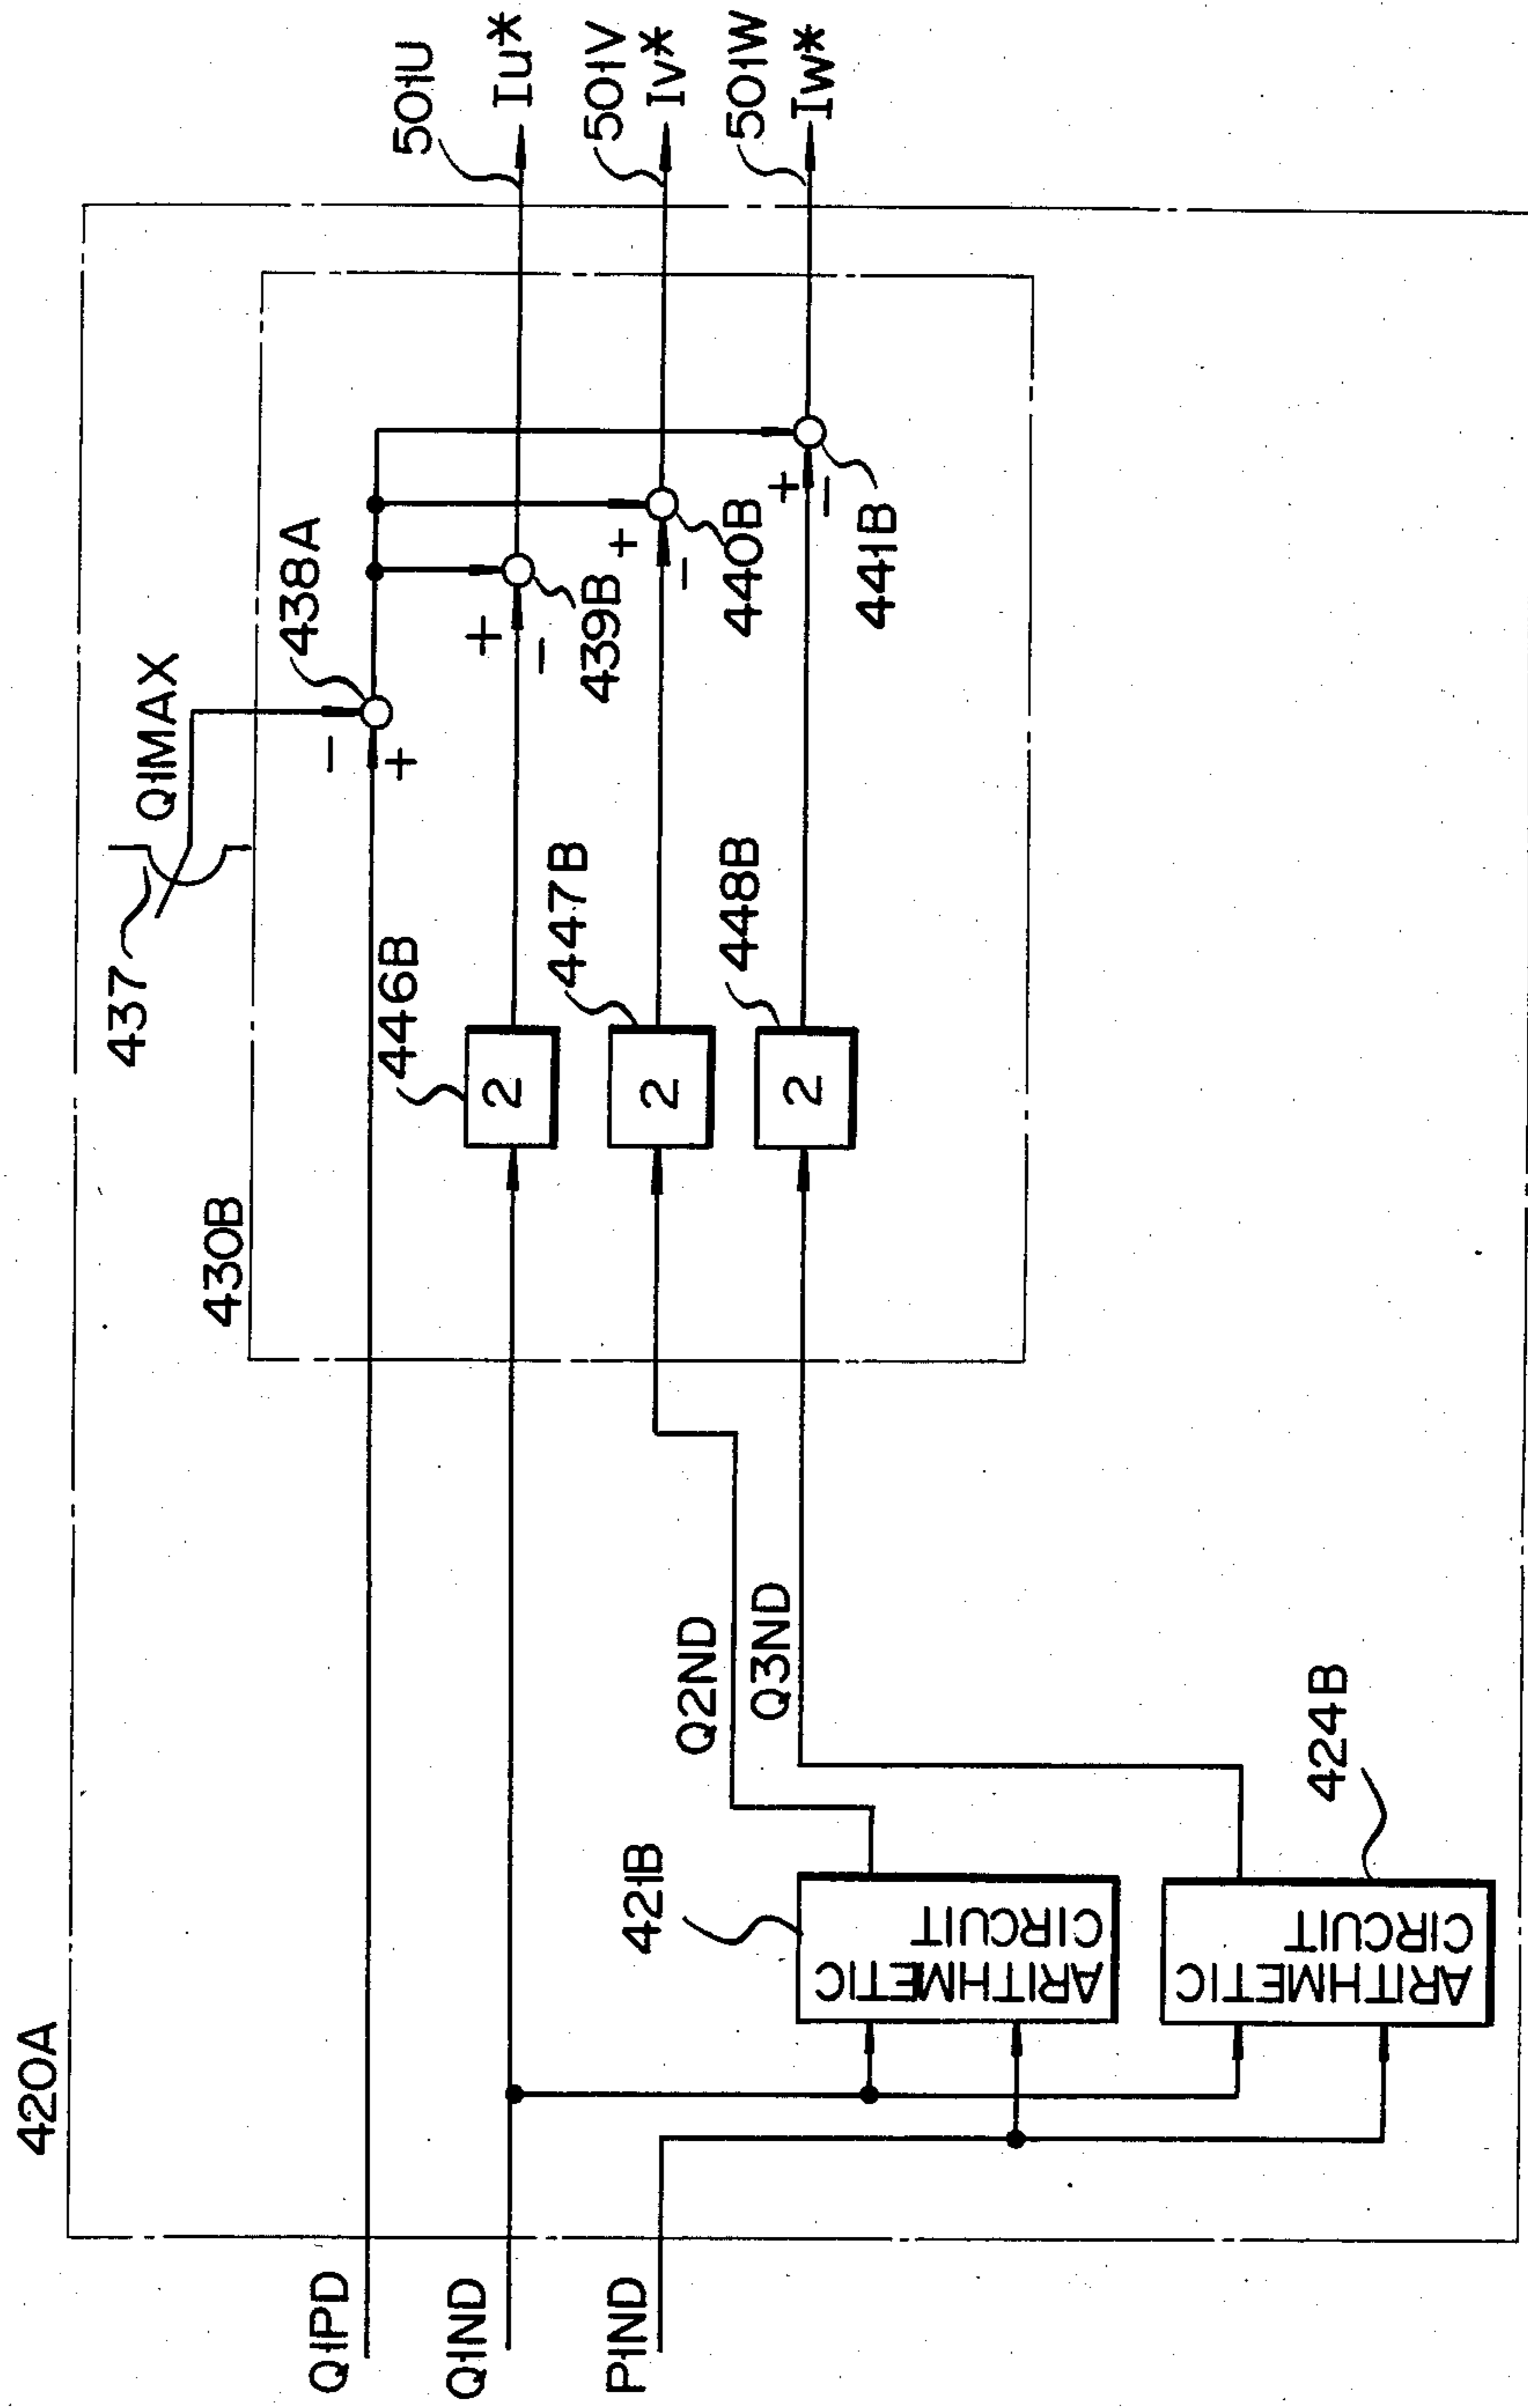 420A
Q1PD
Q1ND
P1ND
421B
ARITHMETIC
CIRCUIT
424B
ARITHMETIC
CIRCUIT
Q2ND
Q3ND
430B
437
Q1MAX
446B
2
447B
2
448B
2
438A
-
+
439B
+
-
440B
+
-
441B
+
-
501U
Iu*
501V
Iv*
501W
Iw*